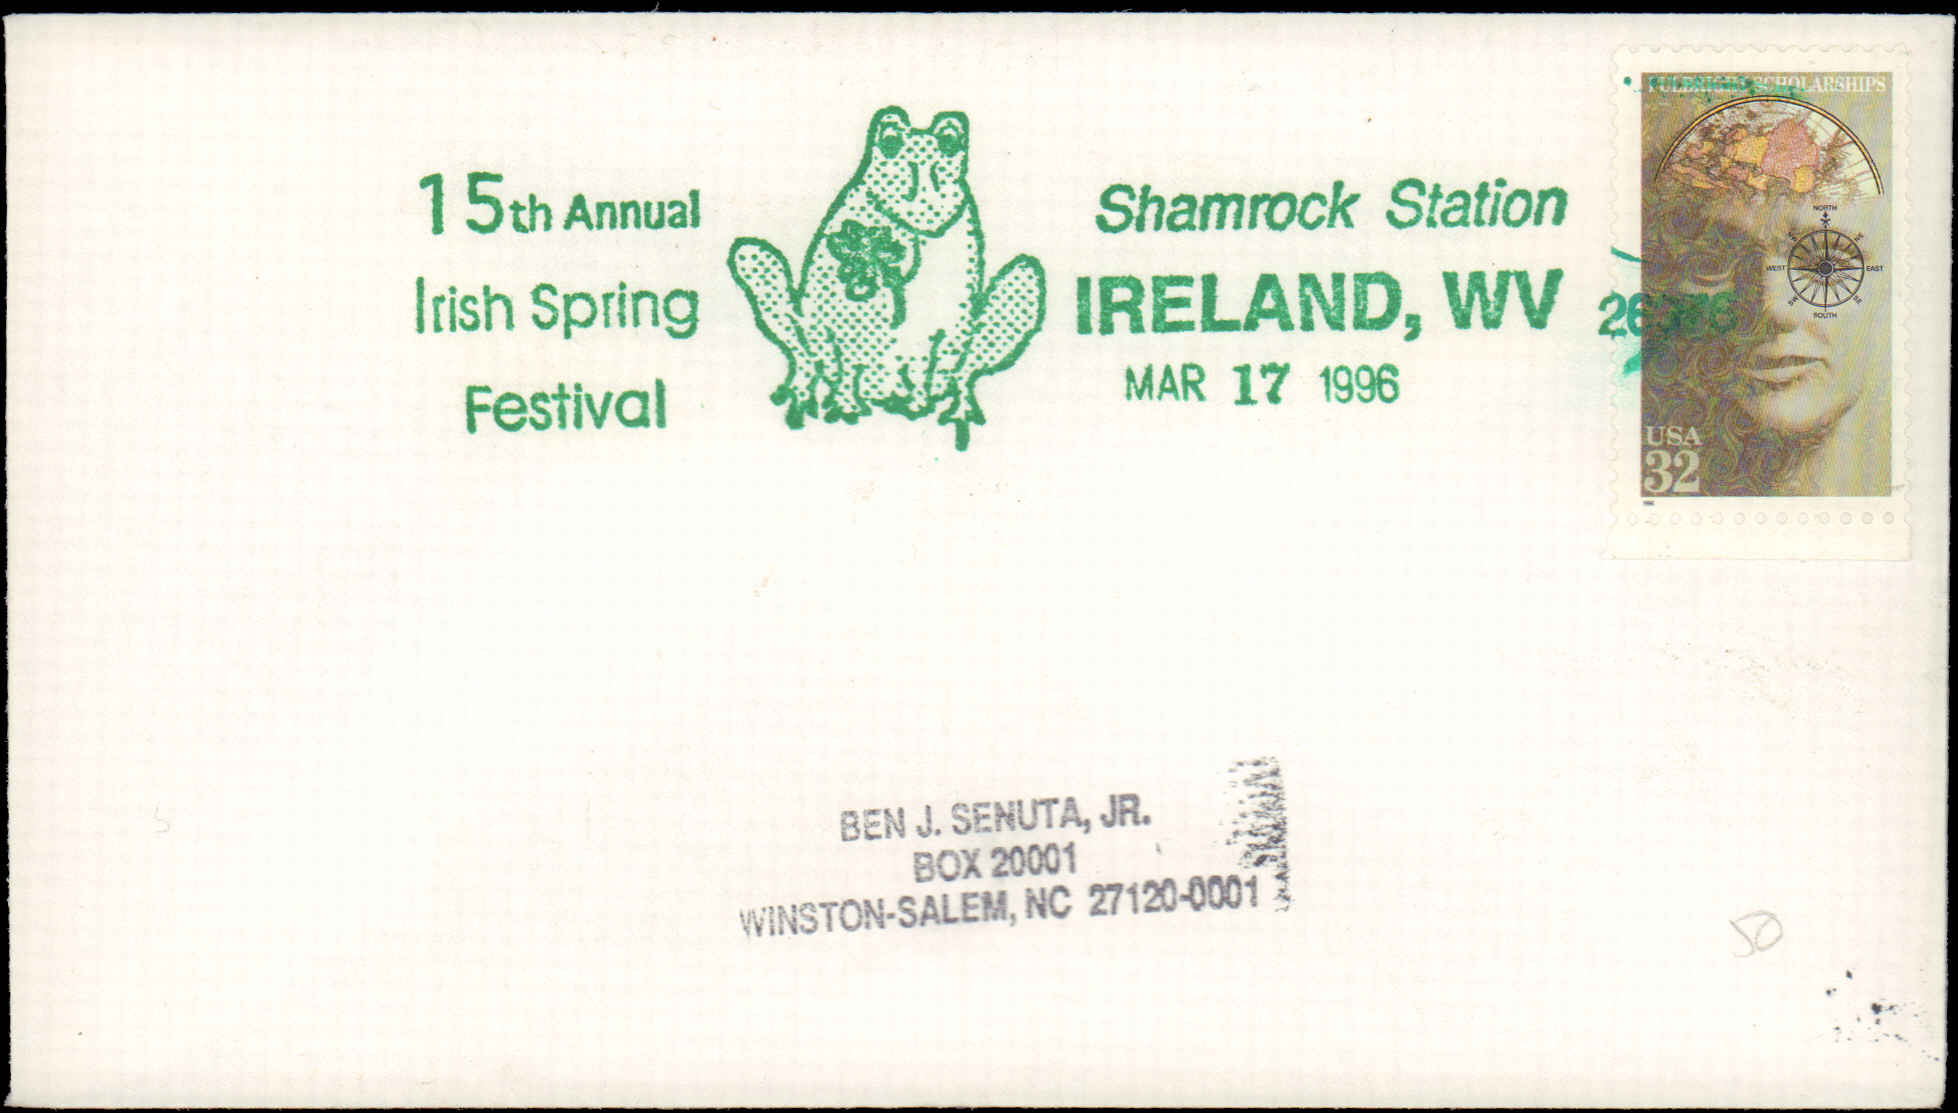 15th Annual
Irish Spring
Festival
Shamrock Station
IRELAND, WV
MAR 17 1996
FULBRIGHT SCHOLARSHIPS
NORTH
WEST
EAST
SOUTH
USA
32
BEN J. SENUTA, JR.
BOX 20001
WINSTON-SALEM, NC 27120-0001
50